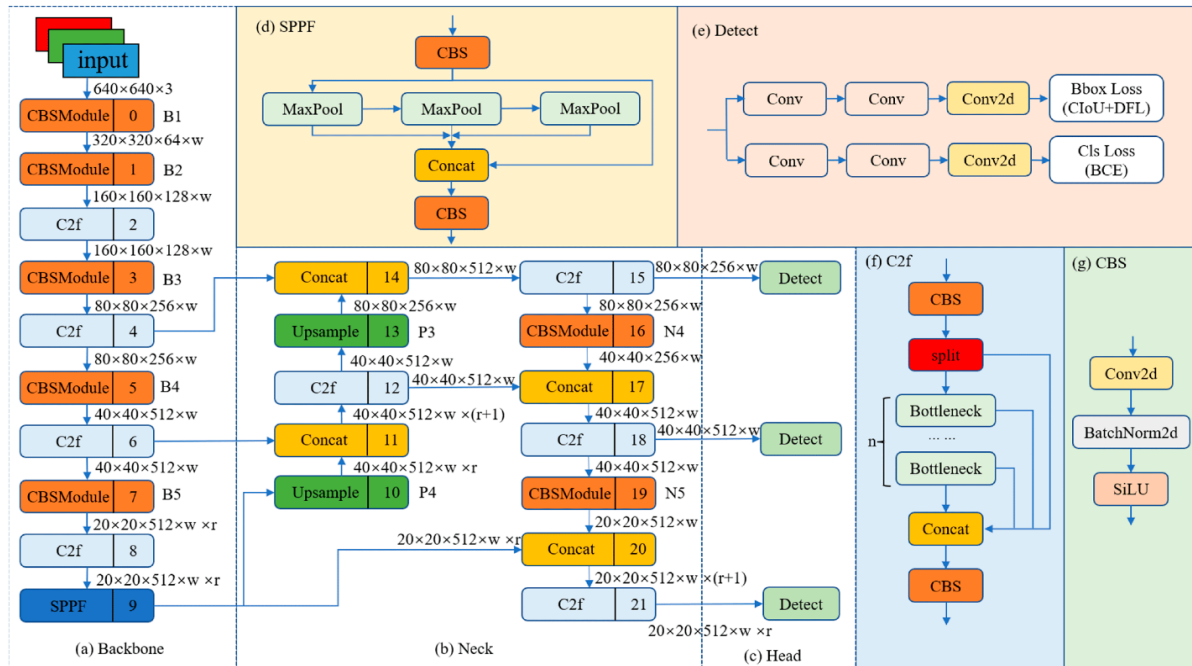 input
640×640×3
CBSModule 0 B1
320×320×64×w
CBSModule 1 B2
160×160×128×w
C2f 2
160×160×128×w
CBSModule 3 B3
80×80×256×w
C2f 4
80×80×256×w
CBSModule 5 B4
40×40×512×w
C2f 6
40×40×512×w
CBSModule 7 B5
20×20×512×w ×r
C2f 8
20×20×512×w ×r
SPPF 9
(a) Backbone
(d) SPPF
CBS
MaxPool MaxPool MaxPool
Concat
CBS
(e) Detect
Conv Conv Conv2d Bbox Loss
(CIoU+DFL)
Conv Conv Conv2d Cls Loss
(BCE)
Concat 14
80×80×512×w
80×80×256×w
Upsample 13 P3
40×40×512×w
C2f 12
40×40×512×w
40×40×512×w ×(r+1)
Concat 11
40×40×512×w ×r
Upsample 10 P4
20×20×512×w ×r
C2f 15
80×80×256×w
80×80×256×w
CBSModule 16 N4
40×40×256×w
Concat 17
40×40×512×w
C2f 18
40×40×512×w
40×40×512×w
CBSModule 19 N5
20×20×512×w
Concat 20
20×20×512×w ×(r+1)
C2f 21
20×20×512×w ×r
(b) Neck
Detect
Detect
Detect
(c) Head
(f) C2f
CBS
split
Bottleneck
n
... ...
Bottleneck
Concat
CBS
(g) CBS
Conv2d
BatchNorm2d
SiLU